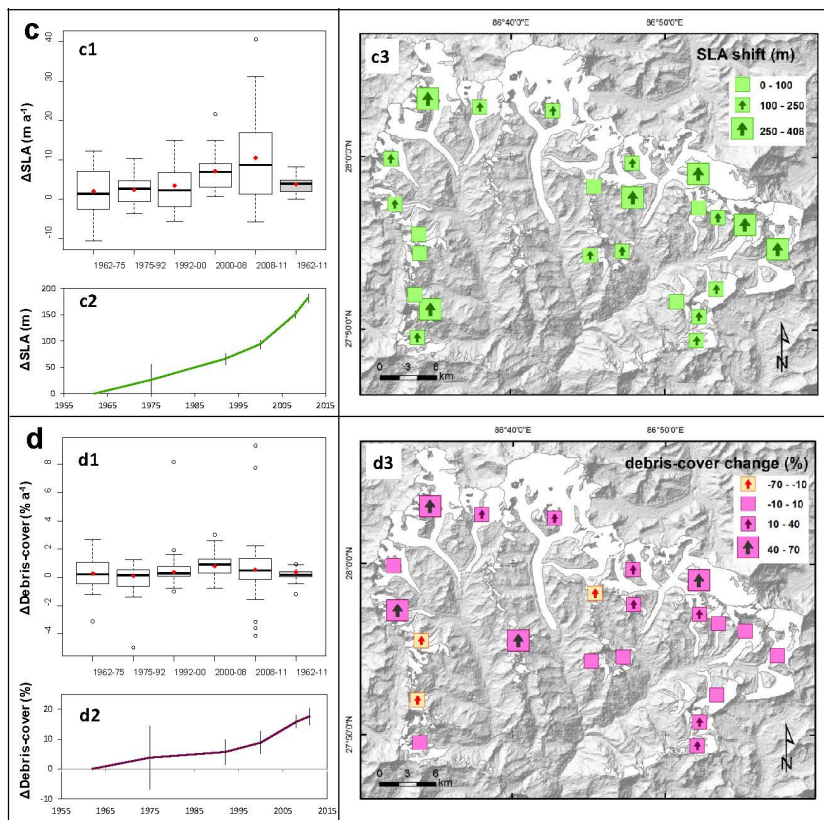 c
c1
ΔSLA (m a⁻¹)
40
30
20
10
0
-10
1962-75
1975-92
1992-00
2000-08
2008-11
1962-11
c2
ΔSLA (m)
200
150
100
50
0
1955
1965
1975
1985
1995
2005
2015
86°40'0"E
86°50'0"E
c3
SLA shift (m)
0 - 100
100 - 250
250 - 408
28°0'N
27°50'N
0
3
6
km
N
d
d1
ΔDebris-cover (% a⁻¹)
8
6
4
2
0
-2
-4
1962-75
1975-92
1992-00
2000-08
2008-11
1962-11
d2
ΔDebris-cover (%)
20
10
0
-10
1955
1965
1975
1985
1995
2005
2015
86°40'0"E
86°50'0"E
d3
debris-cover change (%)
-70 - -10
-10 - 10
10 - 40
40 - 70
28°0'N
27°50'N
0
3
6
km
N